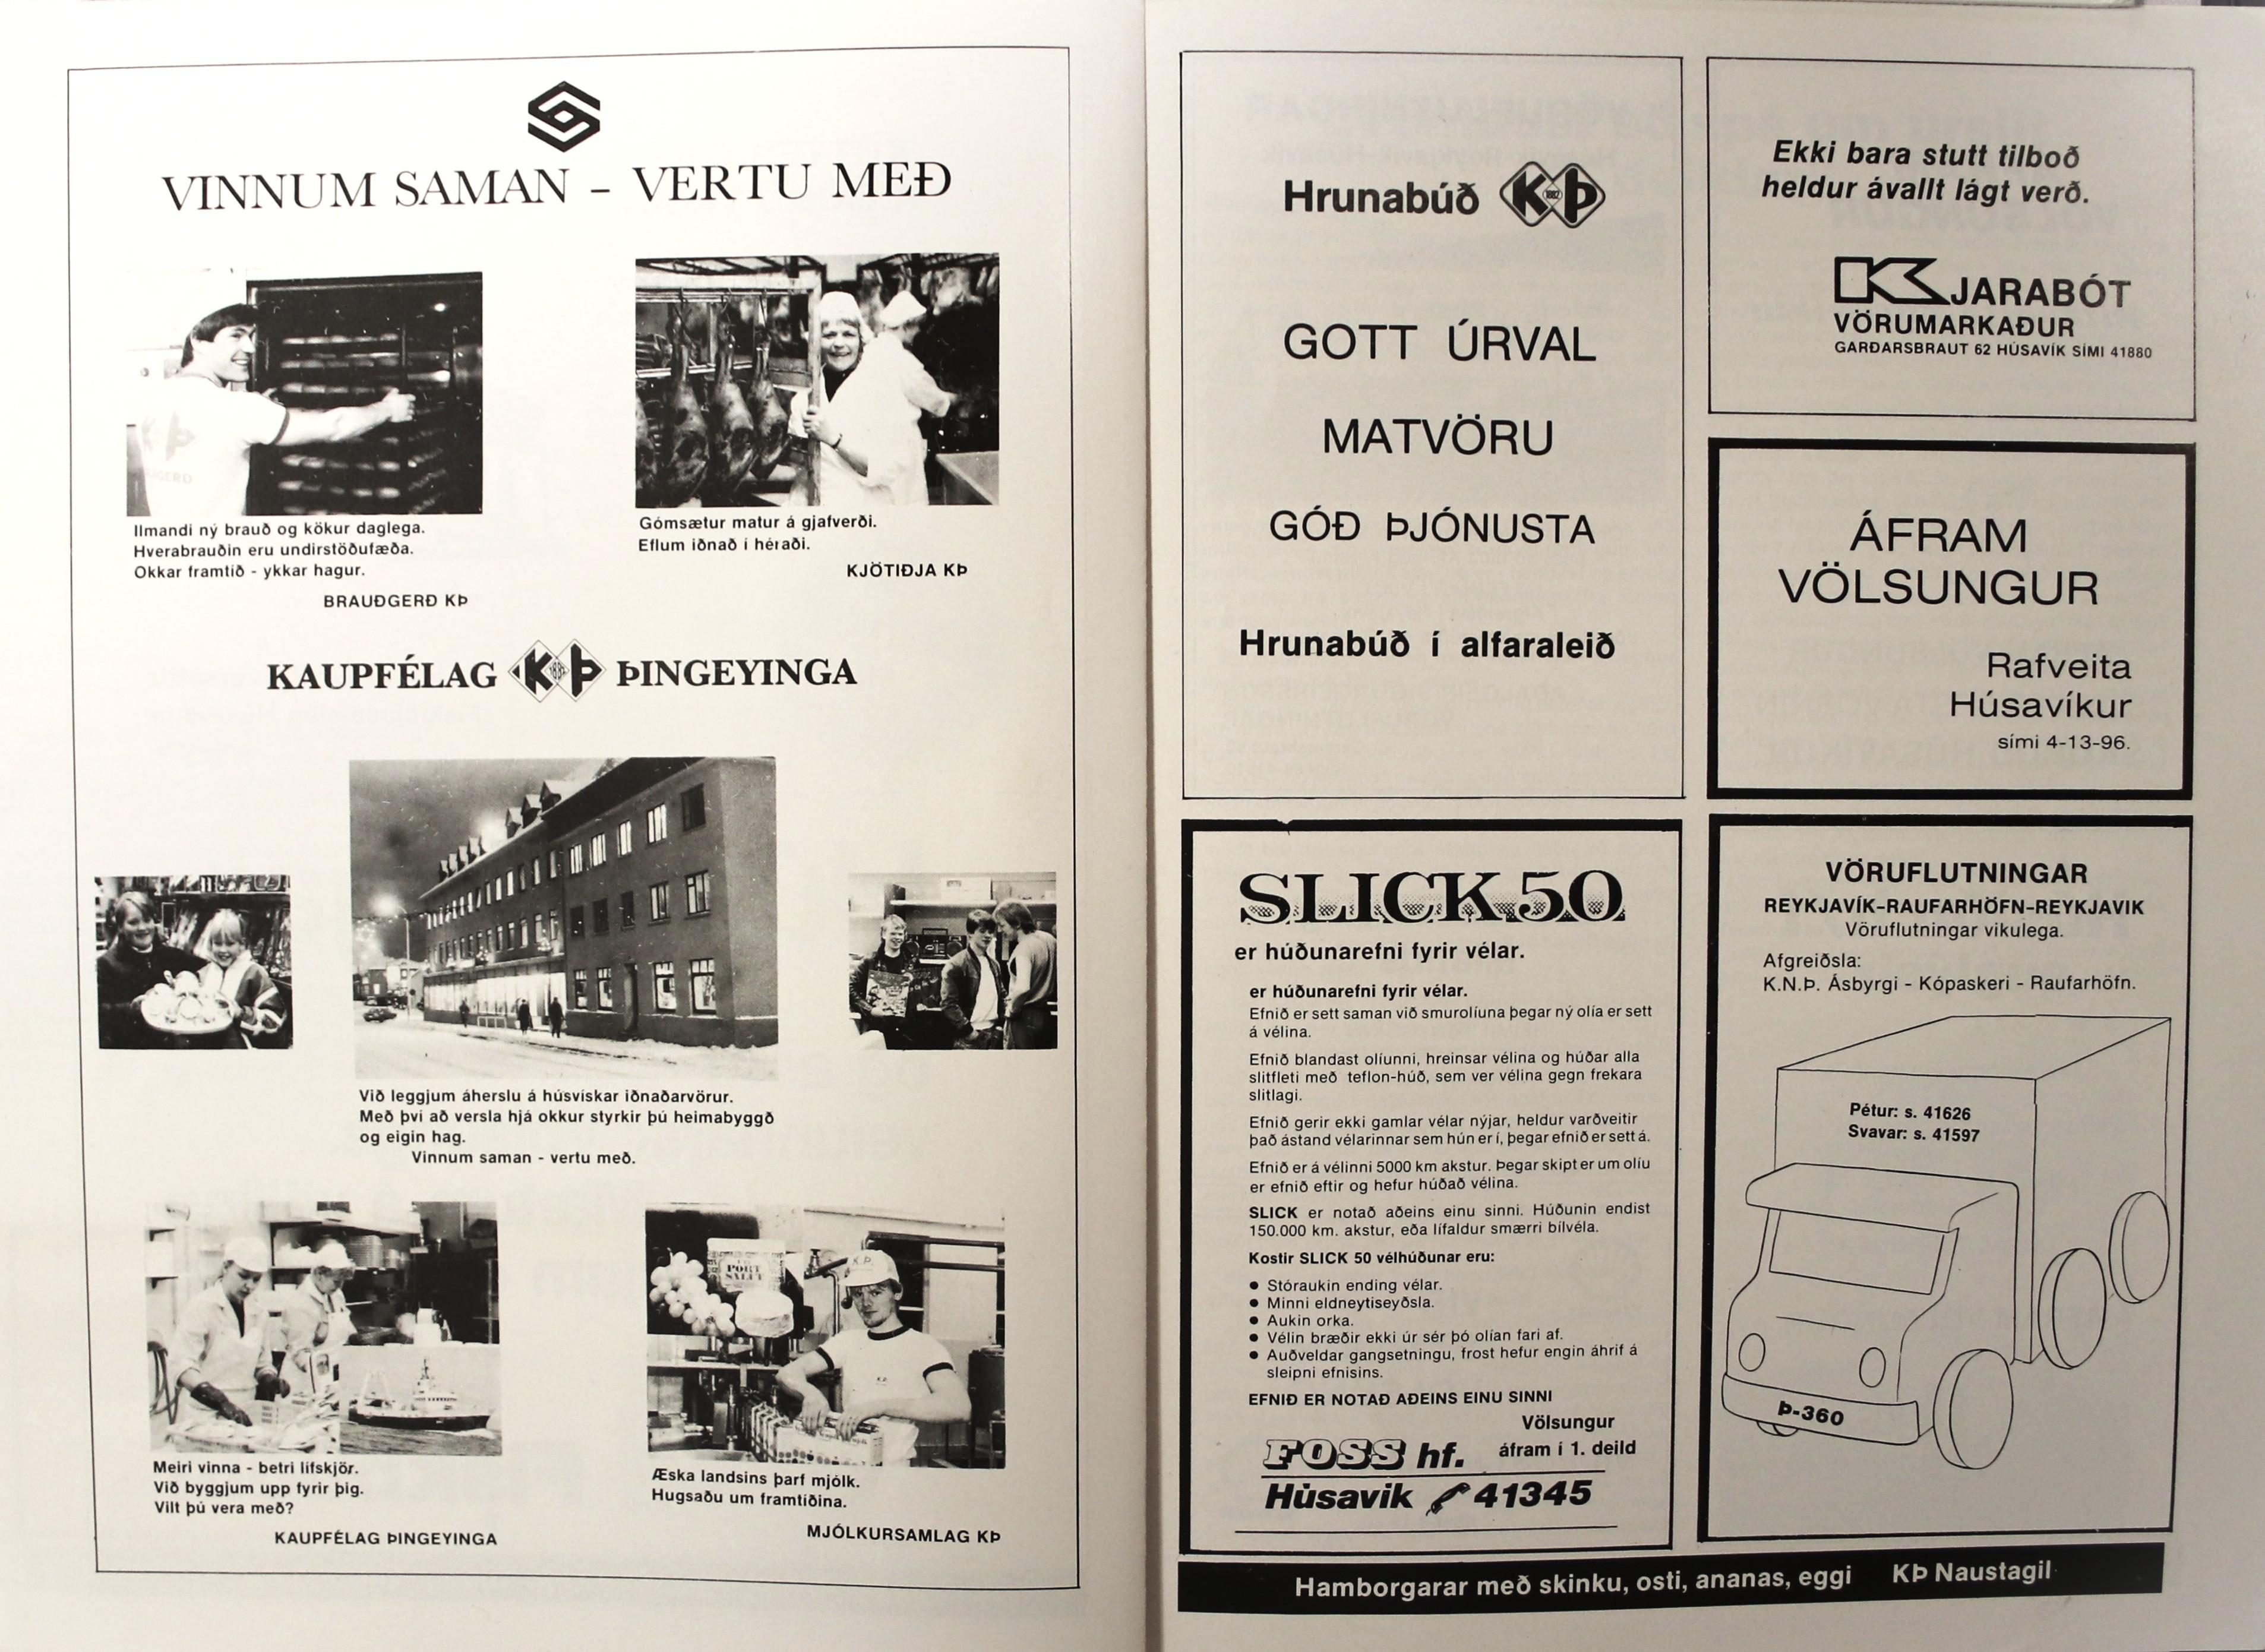 VINNUM SAMAN - VERTU MEÐ
Ilmandi ný brauð og kökur daglega.
Hverabrauðin eru undirstöðufæða.
Okkar framtíð - ykkar hagur.
BRAUÐGERÐ KÞ
Gómsætur matur á gjafverði.
Eflum iðnað í héraði.
KJÖTIÐJA KÞ
KAUPFÉLAG KÞ ÞINGEYINGA
Við leggjum áherslu á húsvískar iðnaðarvörur.
Með því að versla hjá okkur styrkir þú heimabyggð
og eigin hag.
Vinnum saman - vertu með.
PORT
SALUT
Meiri vinna - betri lífskjör.
Við byggjum upp fyrir þig.
Vilt þú vera með?
KAUPFÉLAG ÞINGEYINGA
Æska landsins þarf mjólk.
Hugsaðu um framtíðina.
MJÓLKURSAMLAG KÞ
Hrunabúð K 1882 Þ
GOTT ÚRVAL
MATVÖRU
GÓÐ ÞJÓNUSTA
Hrunabúð í alfaraleið
Ekki bara stutt tilboð
heldur ávallt lágt verð.
KJARABÓT
VÖRUMARKAÐUR
GARÐARSBRAUT 62 HÚSAVÍK SÍMI 41880
ÁFRAM
VÖLSUNGUR
Rafveita
Húsavíkur
sími 4-13-96.
SLICK 50
er húðunarefni fyrir vélar.
er húðunarefni fyrir vélar.
Efnið er sett saman við smurolíuna þegar ný olía er sett
á vélina.
Efnið blandast olíunni, hreinsar vélina og húðar alla
slitfleti með teflon-húð, sem ver vélina gegn frekara
slitlagi.
Efnið gerir ekki gamlar vélar nýjar, heldur varðveitir
það ástand vélarinnar sem hún er í, þegar efnið er sett á.
Efnið er á vélinni 5000 km akstur. Þegar skipt er um olíu
er efnið eftir og hefur húðað vélina.
SLICK er notað aðeins einu sinni. Húðunin endist
150.000 km. akstur, eða lífaldur smærri bílvéla.
Kostir SLICK 50 vélhúðunar eru:
● Stóraukin ending vélar.
● Minni eldneytiseyðsla.
● Aukin orka.
● Vélin bræðir ekki úr sér þó olían fari af.
● Auðveldar gangsetningu, frost hefur engin áhrif á
sleipni efnisins.
EFNIÐ ER NOTAÐ AÐEINS EINU SINNI
Völsungur
áfram í 1. deild
FOSS hf.
Húsavik 41345
VÖRUFLUTNINGAR
REYKJAVÍK-RAUFARHÖFN-REYKJAVIK
Vöruflutningar vikulega.
Afgreiðsla:
K.N.Þ. Ásbyrgi - Kópaskeri - Raufarhöfn.
Pétur: s. 41626
Svavar: s. 41597
Þ-360
Hamborgarar með skinku, osti, ananas, eggi KÞ Naustagil